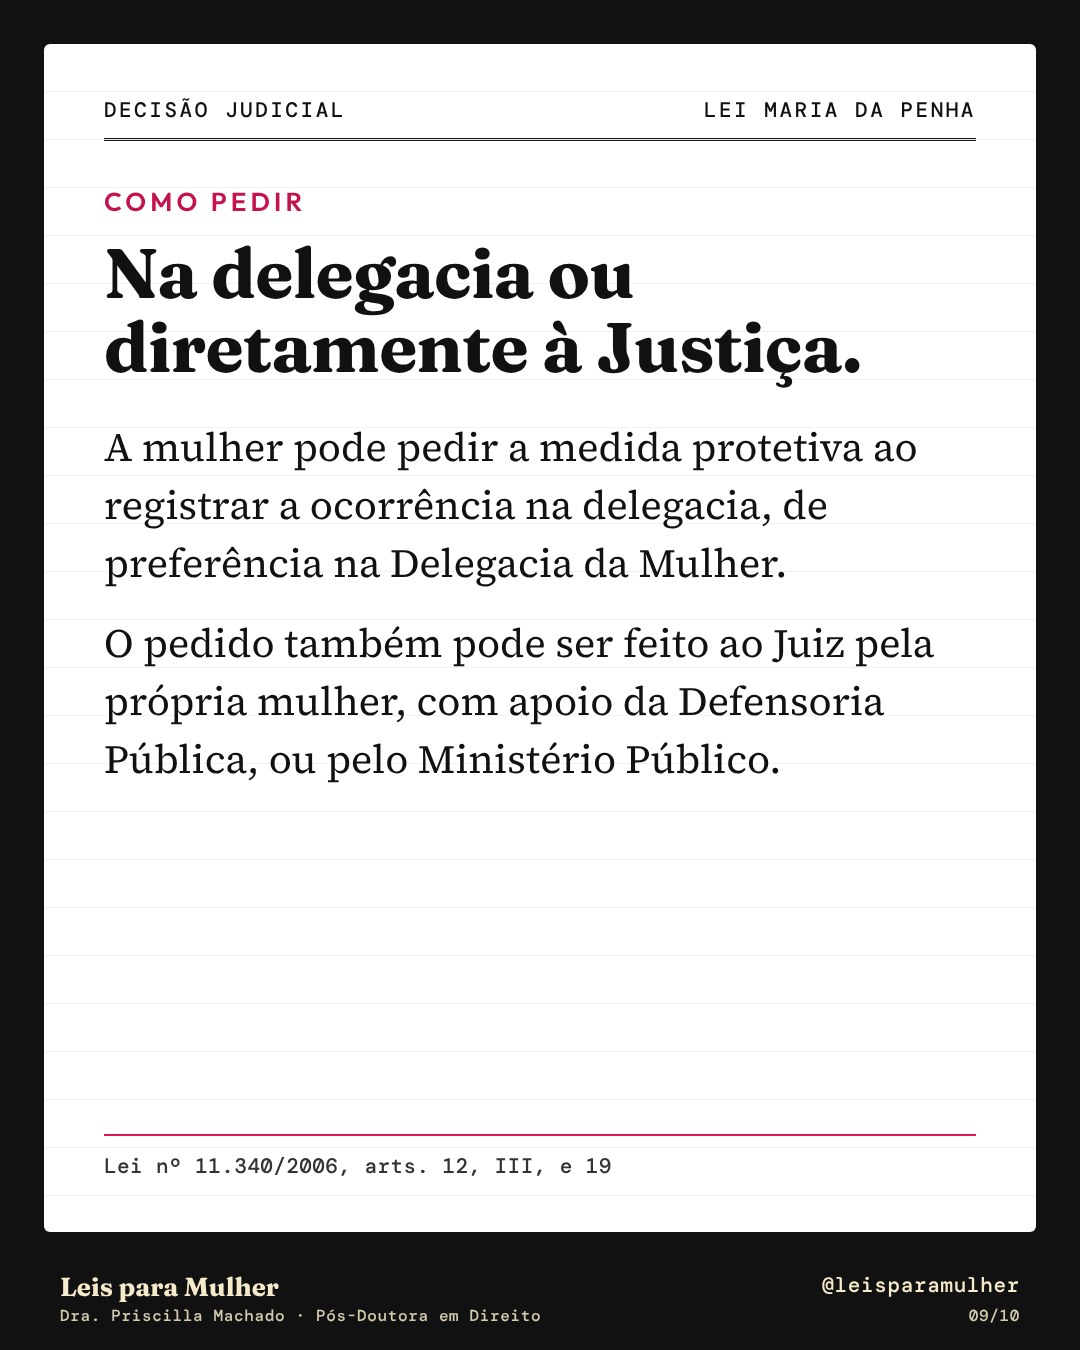 DECISÃO JUDICIAL
LEI MARIA DA PENHA
COMO PEDIR
Na delegacia ou
diretamente à Justiça.
A mulher pode pedir a medida protetiva ao
registrar a ocorrência na delegacia, de
preferência na Delegacia da Mulher.
O pedido também pode ser feito ao Juiz pela
própria mulher, com apoio da Defensoria
Pública, ou pelo Ministério Público.
Lei nº 11.340/2006, arts. 12, III, e 19
Leis para Mulher
Dra. Priscilla Machado · Pós-Doutora em Direito
@leisparamulher
09/10